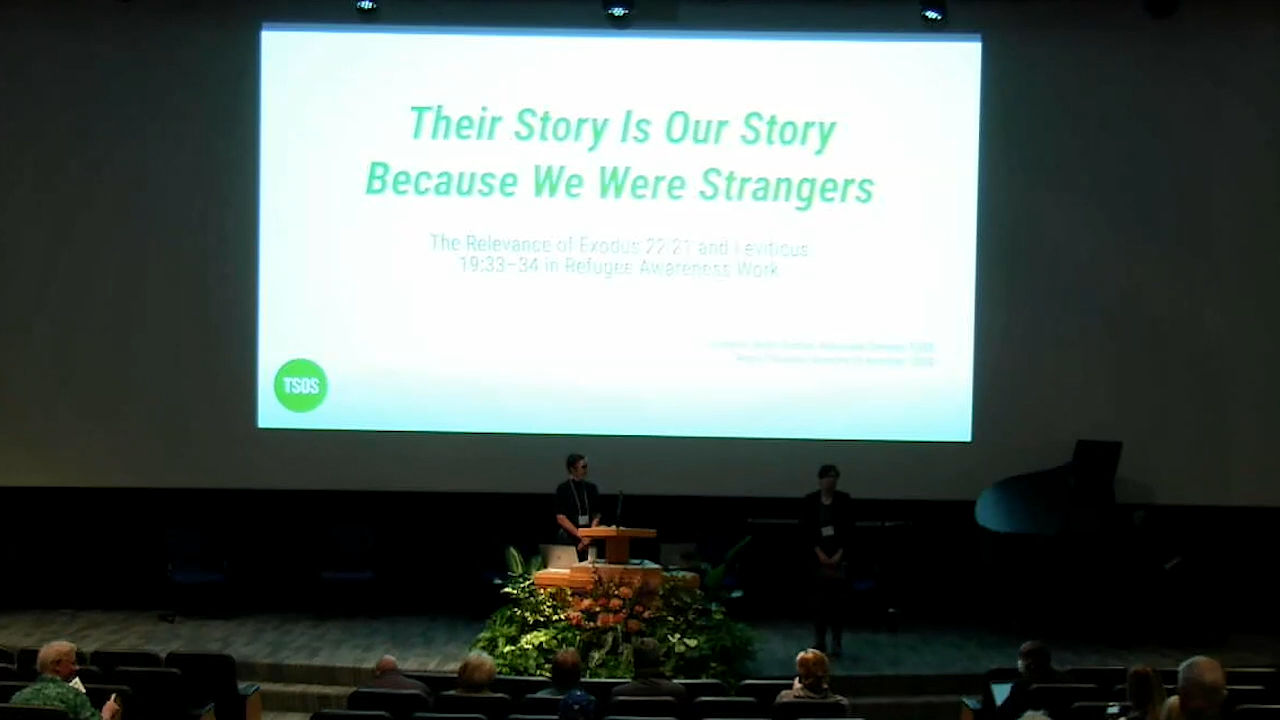 Their Story Is Our Story
Because We Were Strangers
The Relevance of Exodus 22:21 and Leviticus
19:33–34 in Refugee Awareness Work
TSOS